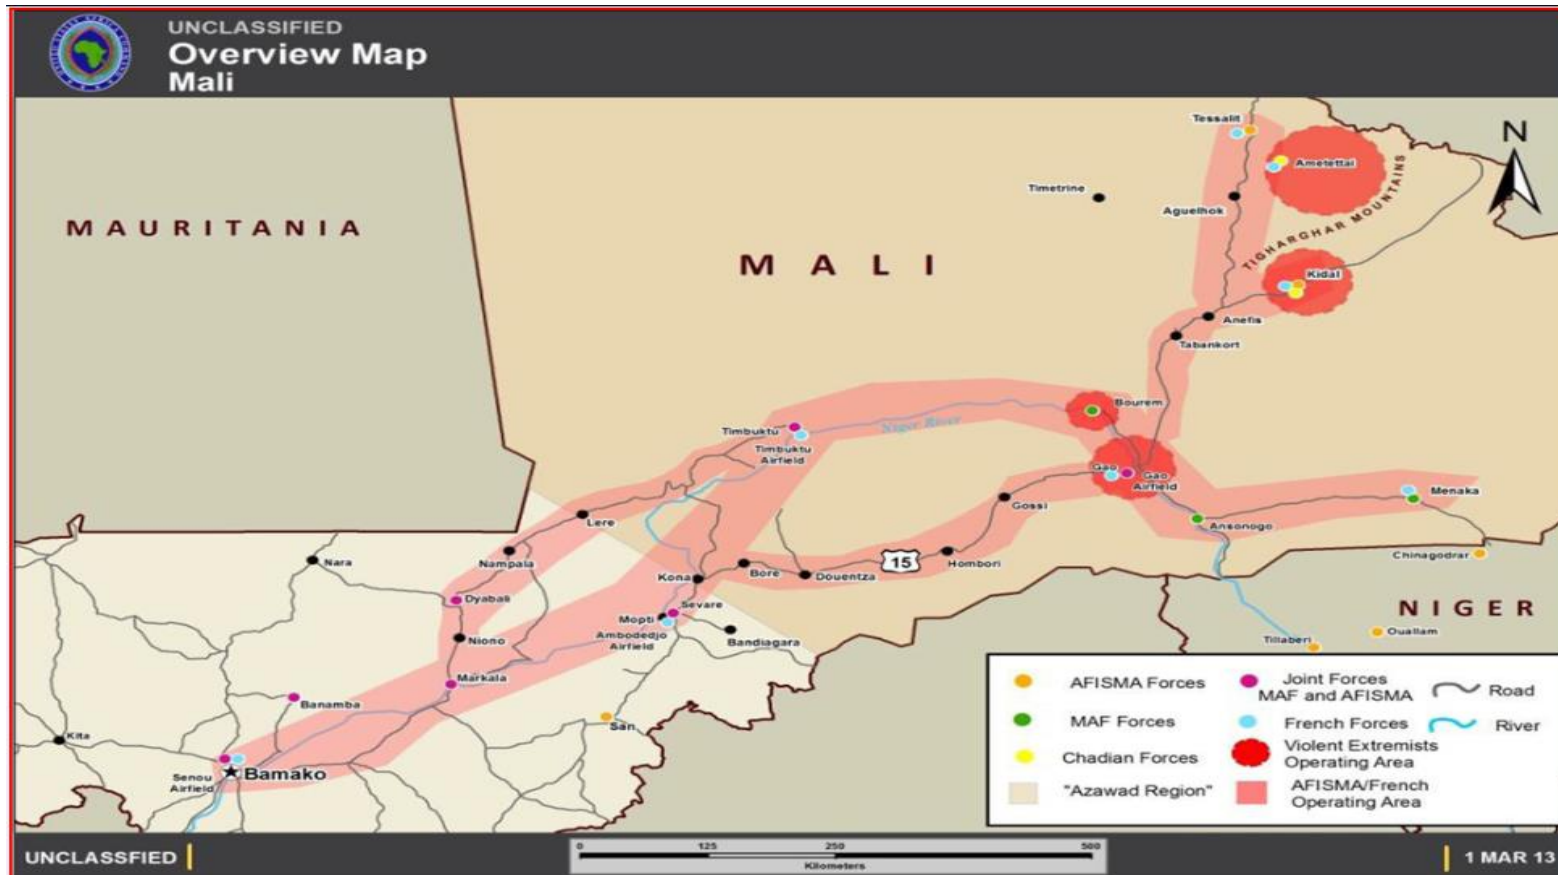 UNCLASSIFIED
Overview Map
Mali
MAURITANIA
MALI
N
Tessalit
Ametettai
Timetrine
Aguelhok
TIGHARGHAR MOUNTAINS
Kidal
Anefis
Tabankort
Bourem
Timbuktu
Niger River
Timbuktu
Airfield
Gao
Gao
Airfield
Menaka
Gossi
Ansonogo
Lere
15
Chinagodrar
Nara
Nampala
Hombori
Bore
Douentza
Kona
Dyabali
Sevare
NIGER
Mopti
Ouallam
Niono
Ambodedjo
Airfield
Bandiagara
Tillaberi
Markala
Banamba
San
Kita
Senou
Airfield
Bamako
AFISMA Forces
MAF Forces
Chadian Forces
"Azawad Region"
Joint Forces
MAF and AFISMA
French Forces
Violent Extremists
Operating Area
AFISMA/French
Operating Area
Road
River
UNCLASSFIED
0 125 250 500
Kilometers
1 MAR 13